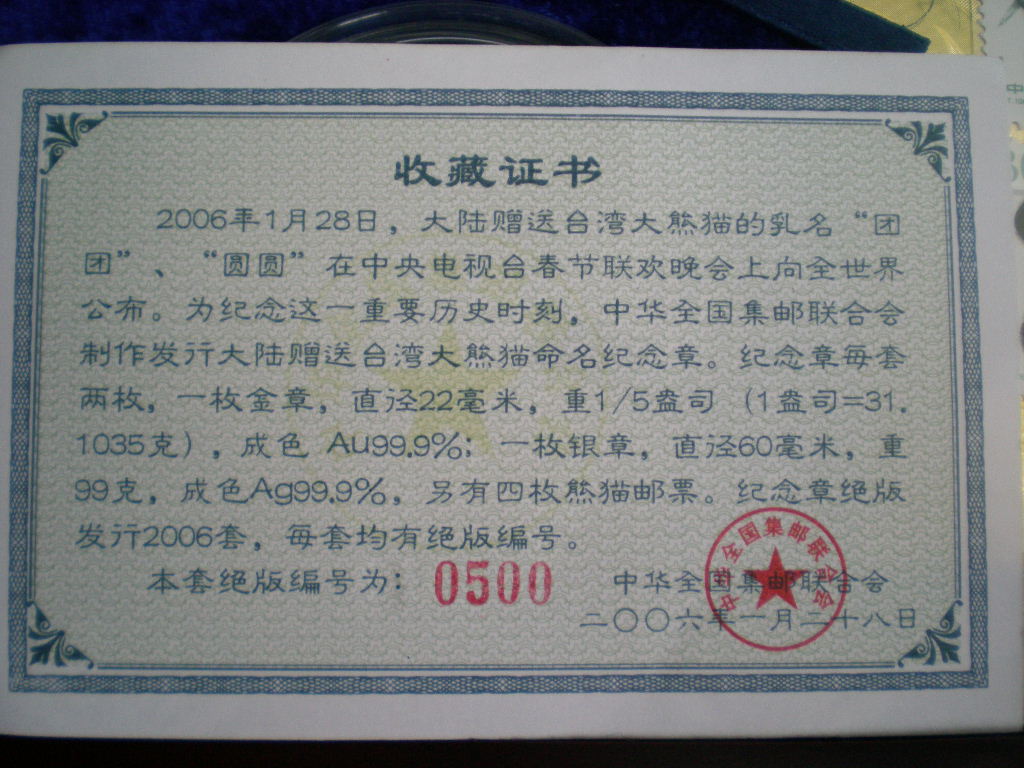 收藏证书
2006年1月28日，大陆赠送台湾大熊猫的乳名“团
团”、“圆圆”在中央电视台春节联欢晚会上向全世界
公布。为纪念这一重要历史时刻，中华全国集邮联合会
制作发行大陆赠送台湾大熊猫命名纪念章。纪念章每套
两枚，一枚金章，直径22毫米，重1/5盎司（1盎司=31.
1035克），成色 Au99.9%；一枚银章，直径60毫米，重
99克，成色Ag99.9%，另有四枚熊猫邮票。纪念章绝版
发行2006套，每套均有绝版编号。
本套绝版编号为：0500
中华全国集邮联合会
二〇〇六年一月二十八日
中华全国集邮联合会
中